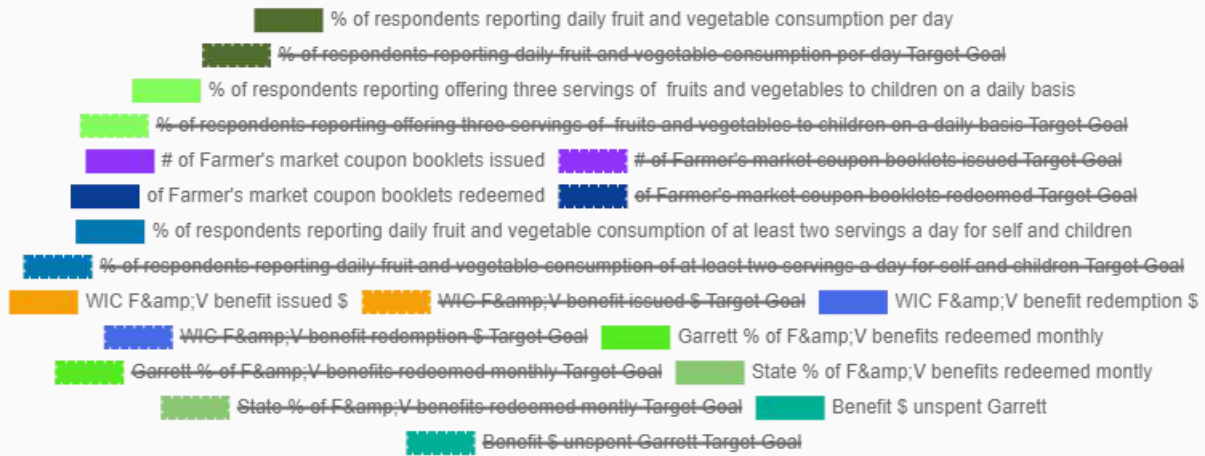 % of respondents reporting daily fruit and vegetable consumption per day
% of respondents reporting daily fruit and vegetable consumption per day Target Goal
% of respondents reporting offering three servings of  fruits and vegetables to children on a daily basis
% of respondents reporting offering three servings of  fruits and vegetables to children on a daily basis Target Goal
# of Farmer's market coupon booklets issued # of Farmer's market coupon booklets issued Target Goal
of Farmer's market coupon booklets redeemed of Farmer's market coupon booklets redeemed Target Goal
% of respondents reporting daily fruit and vegetable consumption of at least two servings a day for self and children
% of respondents reporting daily fruit and vegetable consumption of at least two servings a day for self and children Target Goal
WIC F&amp;V benefit issued $ WIC F&amp;V benefit issued $ Target Goal WIC F&amp;V benefit redemption $
WIC F&amp;V benefit redemption $ Target Goal Garrett % of F&amp;V benefits redeemed monthly
Garrett % of F&amp;V benefits redeemed monthly Target Goal State % of F&amp;V benefits redeemed montly
State % of F&amp;V benefits redeemed montly Target Goal Benefit $ unspent Garrett
Benefit $ unspent Garrett Target Goal